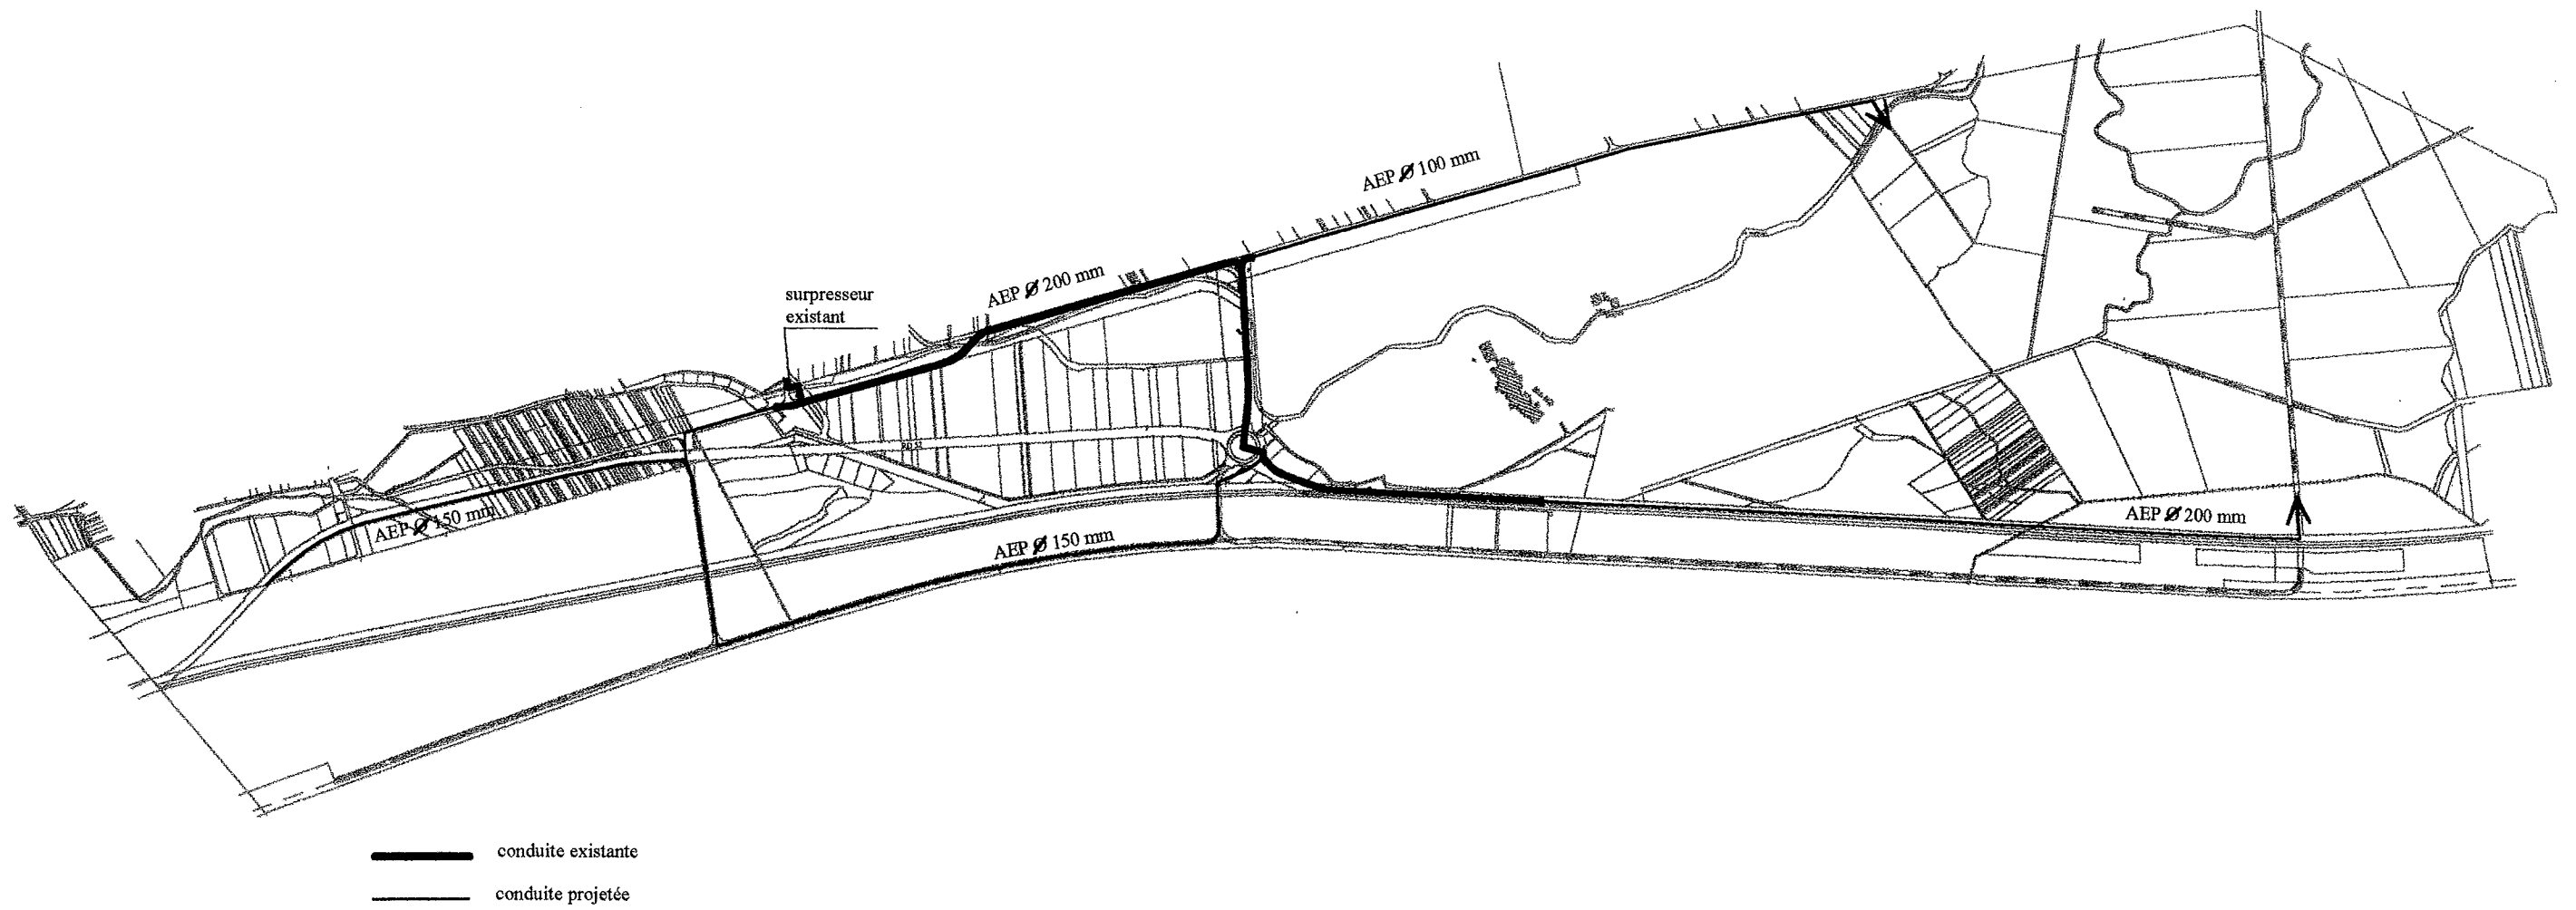 AEP Ø 100 mm
AEP Ø 200 mm
surpresseur
existant
AEP Ø 150 mm
AEP Ø 200 mm
AEP Ø 150 mm
conduite existante
conduite projetée